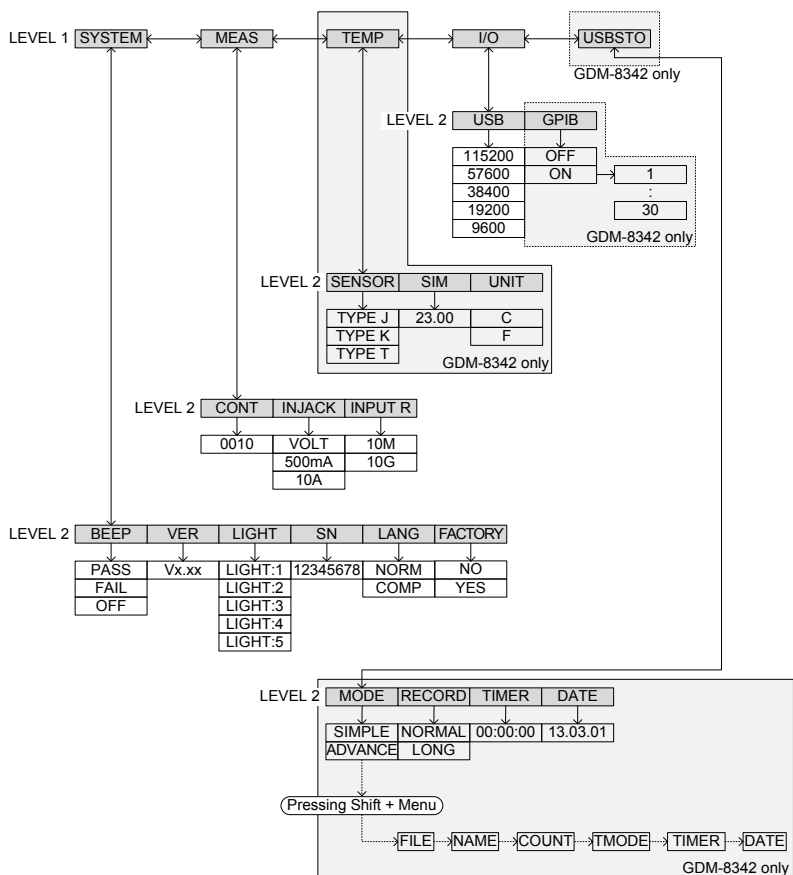 LEVEL 1 SYSTEM MEAS TEMP I/O USBSTO
GDM-8342 only
LEVEL 2 USB GPIB
115200 OFF
57600 ON 1
38400 :
19200 30
9600
GDM-8342 only
LEVEL 2 SENSOR SIM UNIT
TYPE J 23.00 C
TYPE K F
TYPE T
GDM-8342 only
LEVEL 2 CONT INJACK INPUT R
0010 VOLT 10M
500mA 10G
10A
LEVEL 2 BEEP VER LIGHT SN LANG FACTORY
PASS Vx.xx LIGHT:1 12345678 NORM NO
FAIL LIGHT:2 COMP YES
OFF LIGHT:3
LIGHT:4
LIGHT:5
LEVEL 2 MODE RECORD TIMER DATE
SIMPLE NORMAL 00:00:00 13.03.01
ADVANCE LONG
Pressing Shift + Menu
FILE NAME COUNT TMODE TIMER DATE
GDM-8342 only